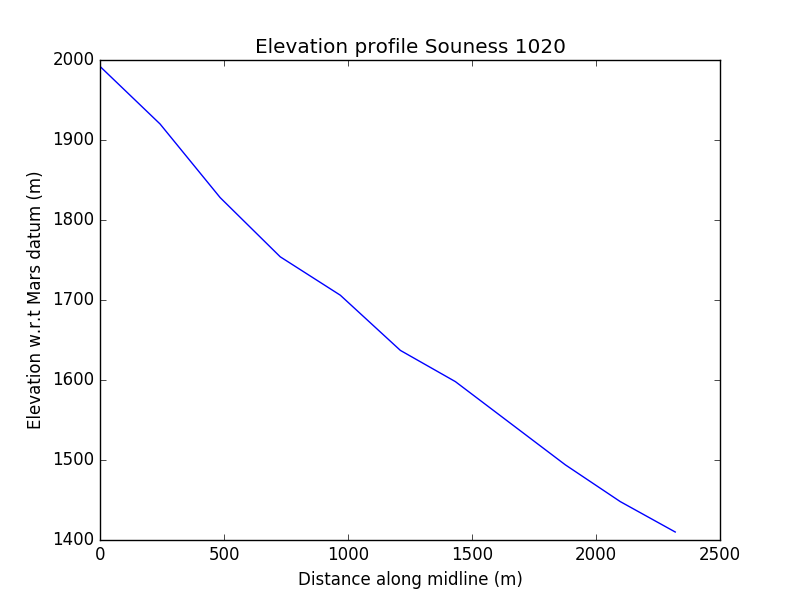 Elevation profile Souness 1020
2000
1900
1800
1700
1600
1500
1400
Elevation w.r.t Mars datum (m)
0 500 1000 1500 2000 2500
Distance along midline (m)